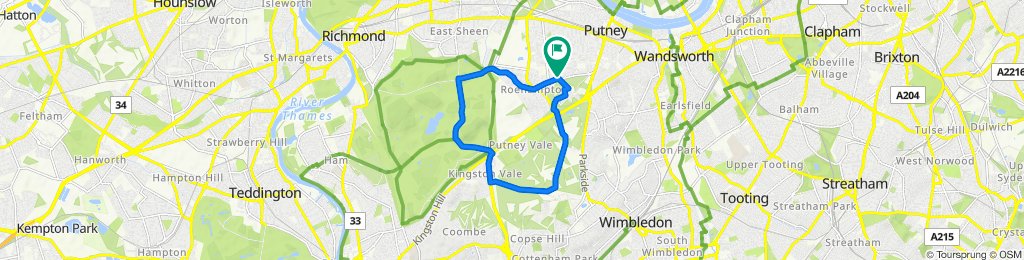 Hatton
Hounslow
Worton
Isleworth
St Margarets
Richmond
East Sheen
Putney
Wandsworth
Clapham
Junction
Clapham
Stockwell
Abbeville
Village
Brixton
A2216
A204
Whitton
34
Feltham
River
Thames
Strawberry Hill
Roehampton
Earlsfield
Balham
Tulse Hill
Dulwich
Hanworth
Hampton Hill
Teddington
Ham
Putney Vale
Kingston Vale
Parkside
Wimbledon Park
Upper Tooting
West Norwood
Streatham
Tooting
Streatham Park
33
Kingston Hill
Coombe
Copse Hill
Wimbledon
South
Wimbledon
Cottenham Park
Kempton Park
Hampton
Streatham
A215
© Toursprung © OSM